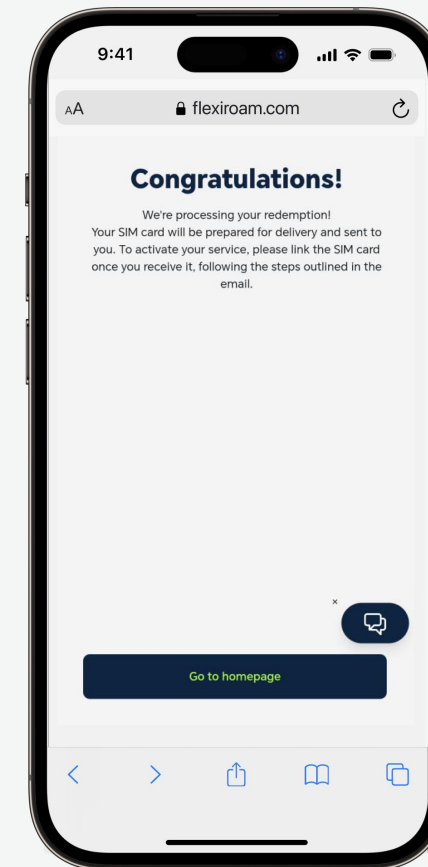 9:41
AA flexiroam.com
Congratulations!
We're processing your redemption!
Your SIM card will be prepared for delivery and sent to
you. To activate your service, please link the SIM card
once you receive it, following the steps outlined in the
email.
×
Go to homepage